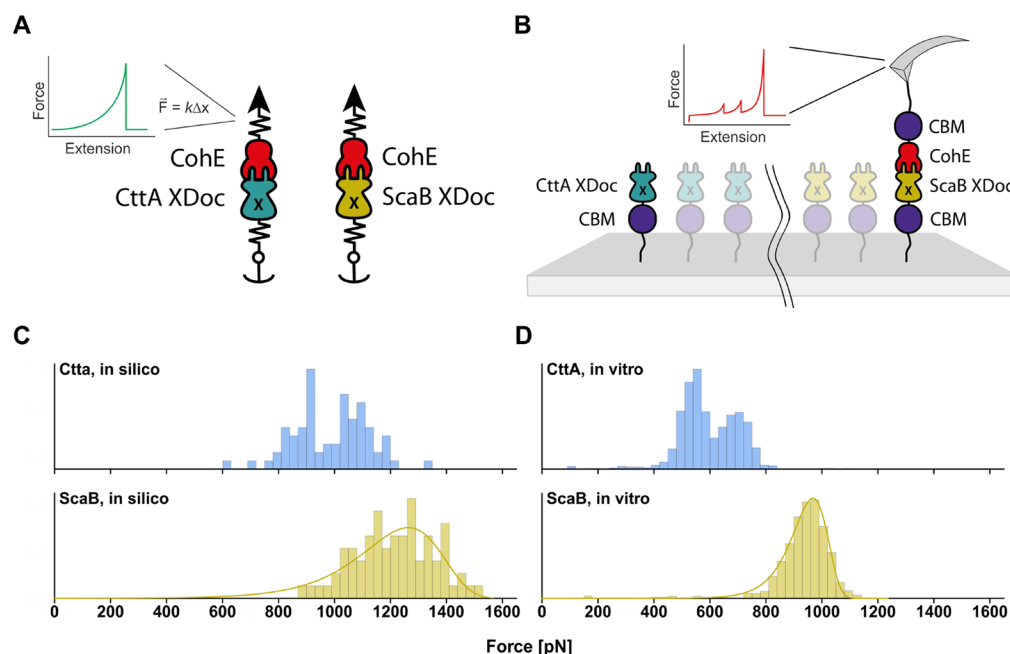 A
Force
Extension
F⃗ = kΔx
CohE
CttA XDoc
X
CohE
ScaB XDoc
X
B
Force
Extension
CBM
CohE
CttA XDoc
X
X
X
X
X
X
ScaB XDoc
CBM
CBM
C
Ctta, in silico
ScaB, in silico
0 200 400 600 800 1000 1200 1400 1600
D
CttA, in vitro
ScaB, in vitro
0 200 400 600 800 1000 1200 1400 1600
Force [pN]